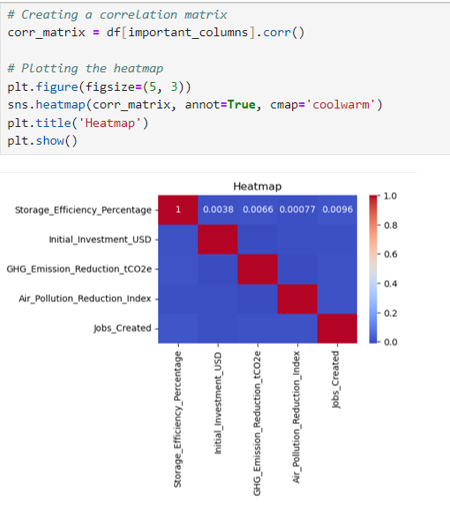 # Creating a correlation matrix
corr_matrix = df[important_columns].corr()
# Plotting the heatmap
plt.figure(figsize=(5, 3))
sns.heatmap(corr_matrix, annot=True, cmap='coolwarm')
plt.title('Heatmap')
plt.show()
Heatmap
Storage_Efficiency_Percentage
1 0.0038 0.0066 0.00077 0.0096
Initial_Investment_USD
GHG_Emission_Reduction_tCO2e
Air_Pollution_Reduction_Index
Jobs_Created
1.0
0.8
0.6
0.4
0.2
0.0
Storage_Efficiency_Percentage
Initial_Investment_USD
GHG_Emission_Reduction_tCO2e
Air_Pollution_Reduction_Index
Jobs_Created